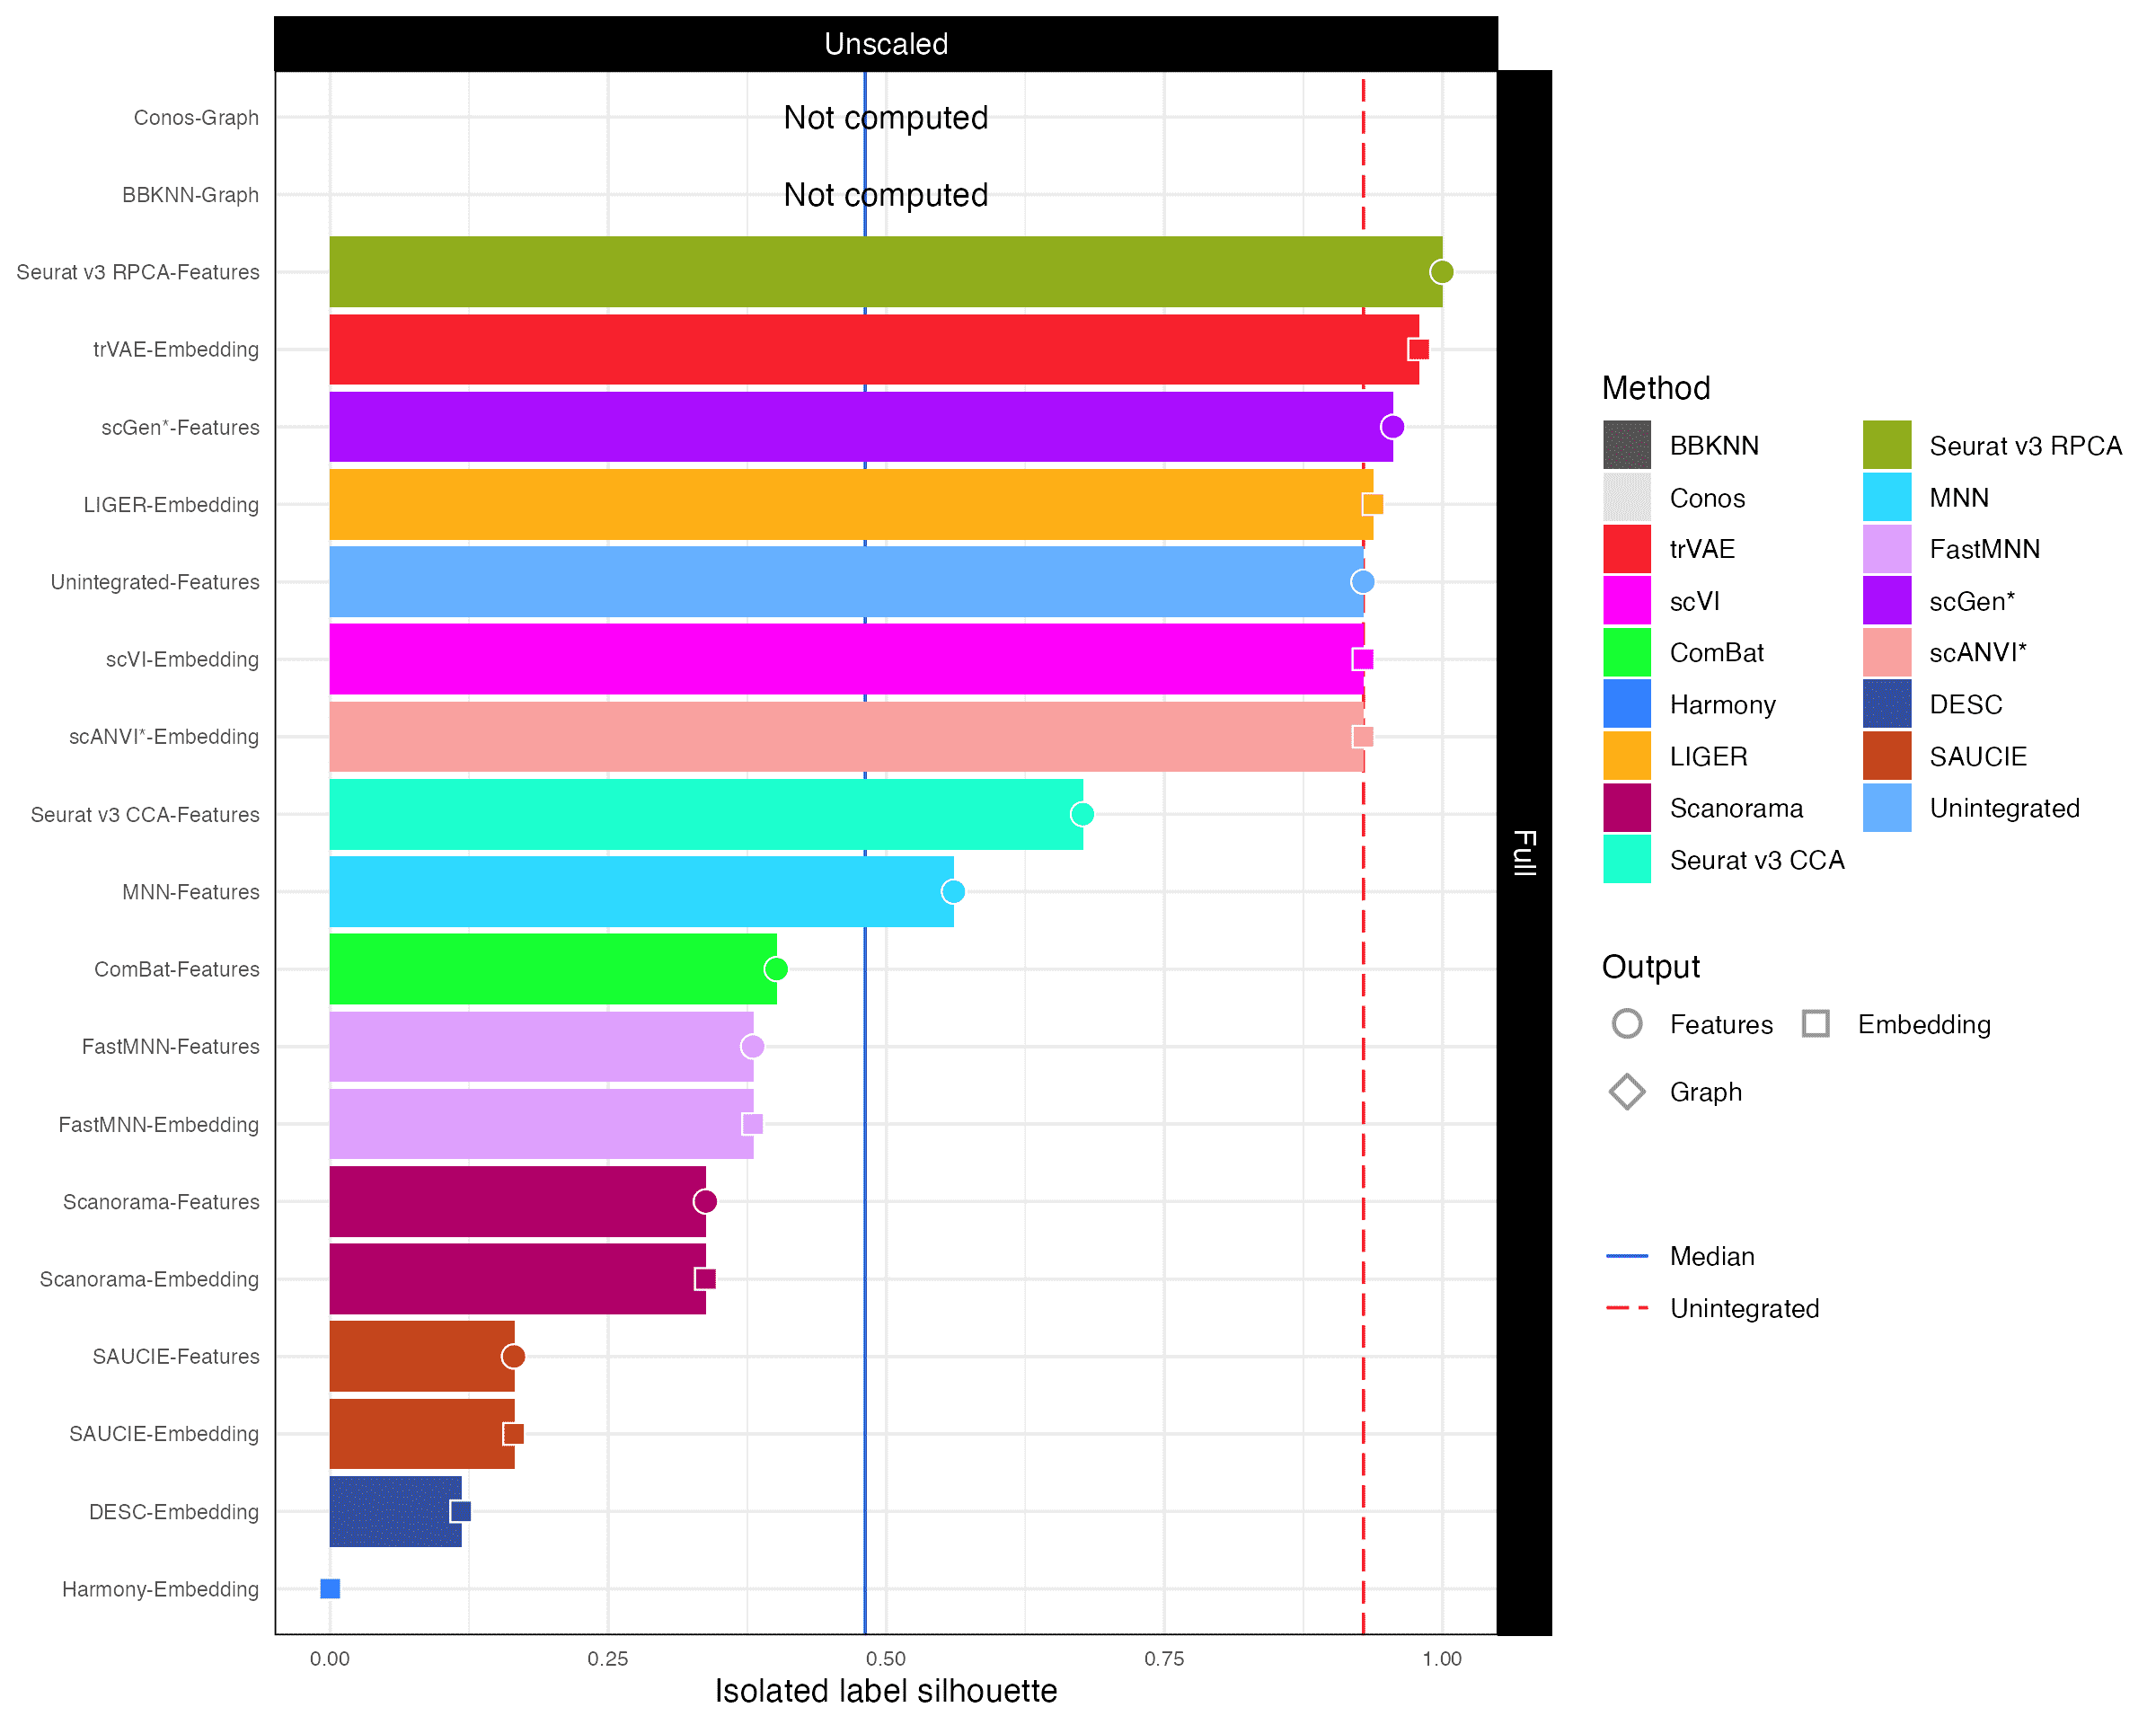 Unscaled
Conos-Graph
Not computed
BBKNN-Graph
Not computed
Seurat v3 RPCA-Features
trVAE-Embedding
scGen*-Features
LIGER-Embedding
Unintegrated-Features
scVI-Embedding
scANVI*-Embedding
Seurat v3 CCA-Features
MNN-Features
ComBat-Features
FastMNN-Features
FastMNN-Embedding
Scanorama-Features
Scanorama-Embedding
SAUCIE-Features
SAUCIE-Embedding
DESC-Embedding
Harmony-Embedding
0.00
0.25
0.50
0.75
1.00
Isolated label silhouette
Full
Method
BBKNN
Conos
trVAE
scVI
ComBat
Harmony
LIGER
Scanorama
Seurat v3 CCA
Seurat v3 RPCA
MNN
FastMNN
scGen*
scANVI*
DESC
SAUCIE
Unintegrated
Output
Features
Embedding
Graph
Median
Unintegrated